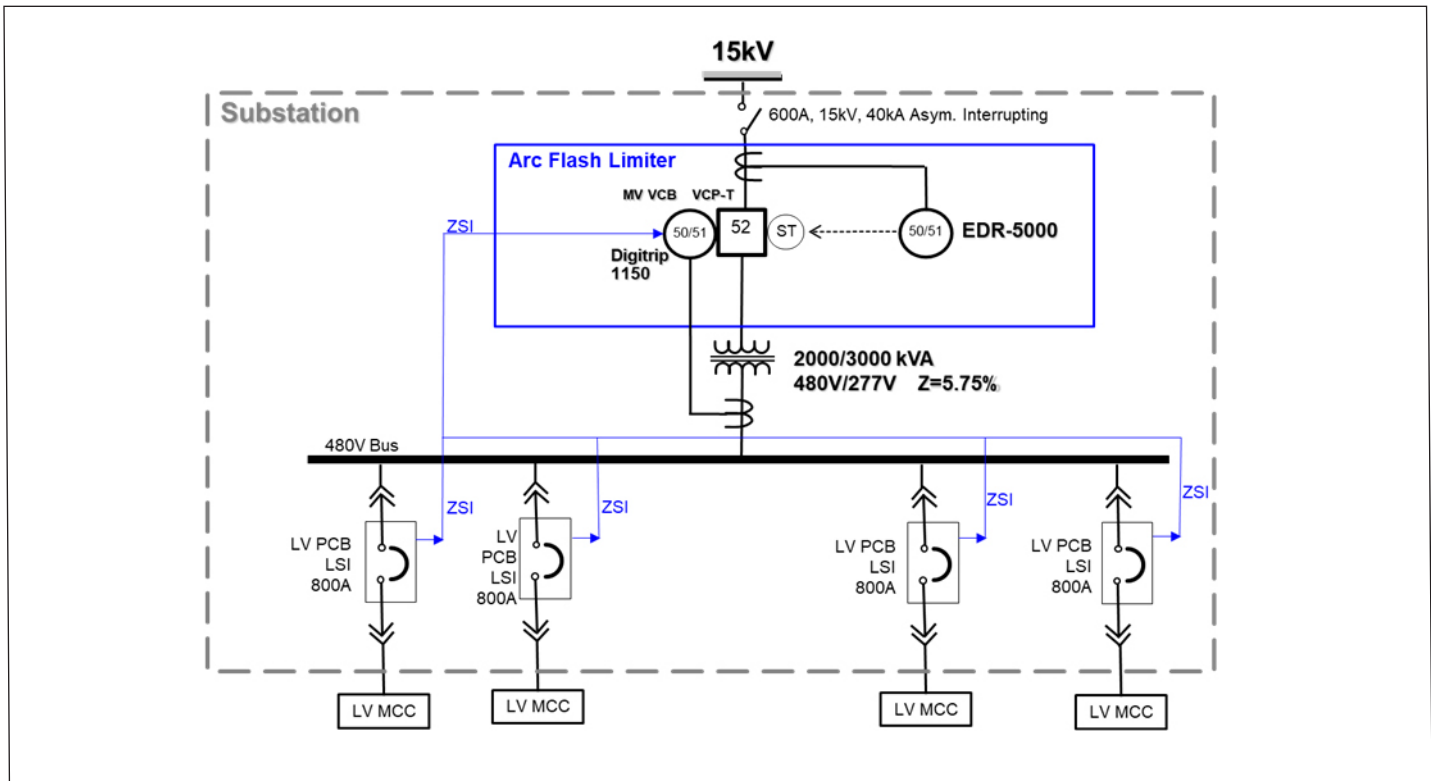 15kV
Substation
600A, 15kV, 40kA Asym. Interrupting
Arc Flash Limiter
MV VCB VCP-T
ZSI
50/51
52
ST
50/51
EDR-5000
Digitrip
1150
2000/3000 kVA
480V/277V Z=5.75%
480V Bus
ZSI
ZSI
ZSI
ZSI
LV PCB
LSI
800A
LV
PCB
LSI
800A
LV PCB
LSI
800A
LV PCB
LSI
800A
LV MCC
LV MCC
LV MCC
LV MCC